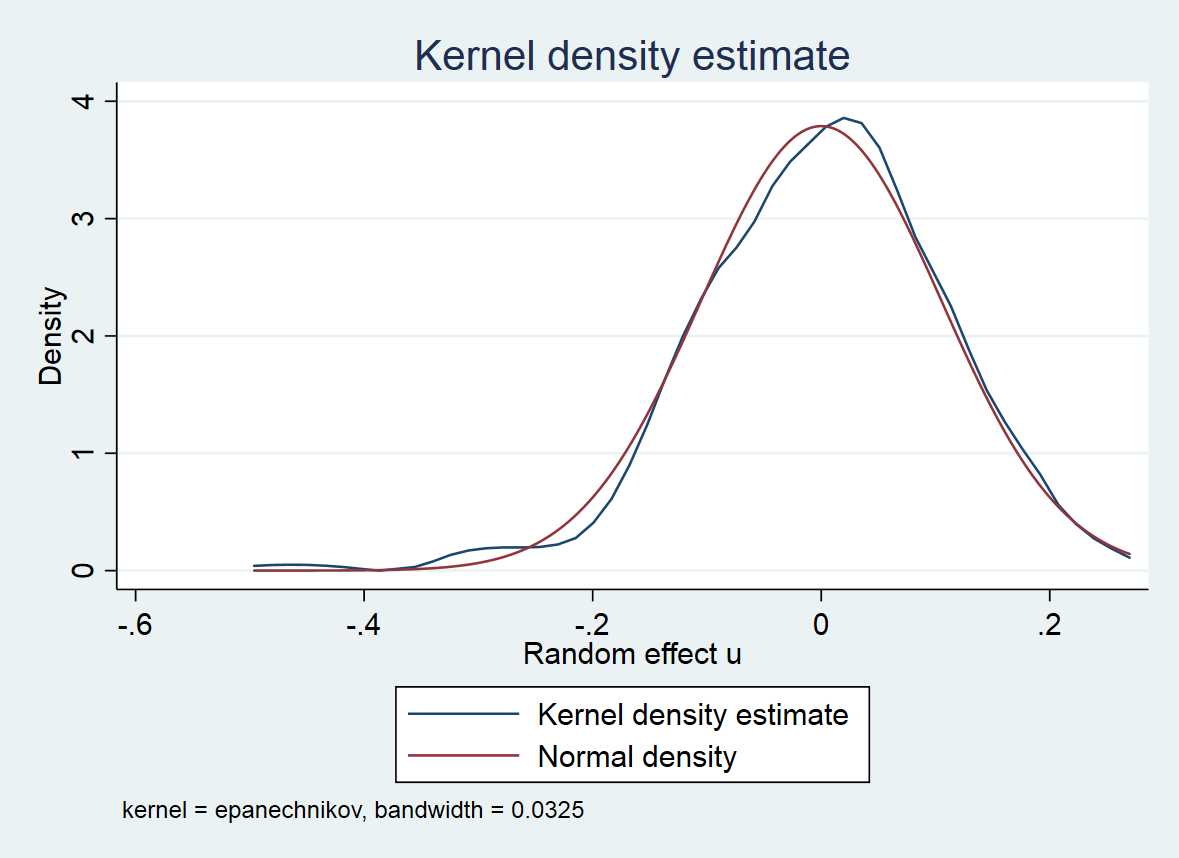 Kernel density estimate
4
3
2
1
0
Density
-.6 -.4 -.2 0 .2
Random effect u
Kernel density estimate
Normal density
kernel = epanechnikov, bandwidth = 0.0325